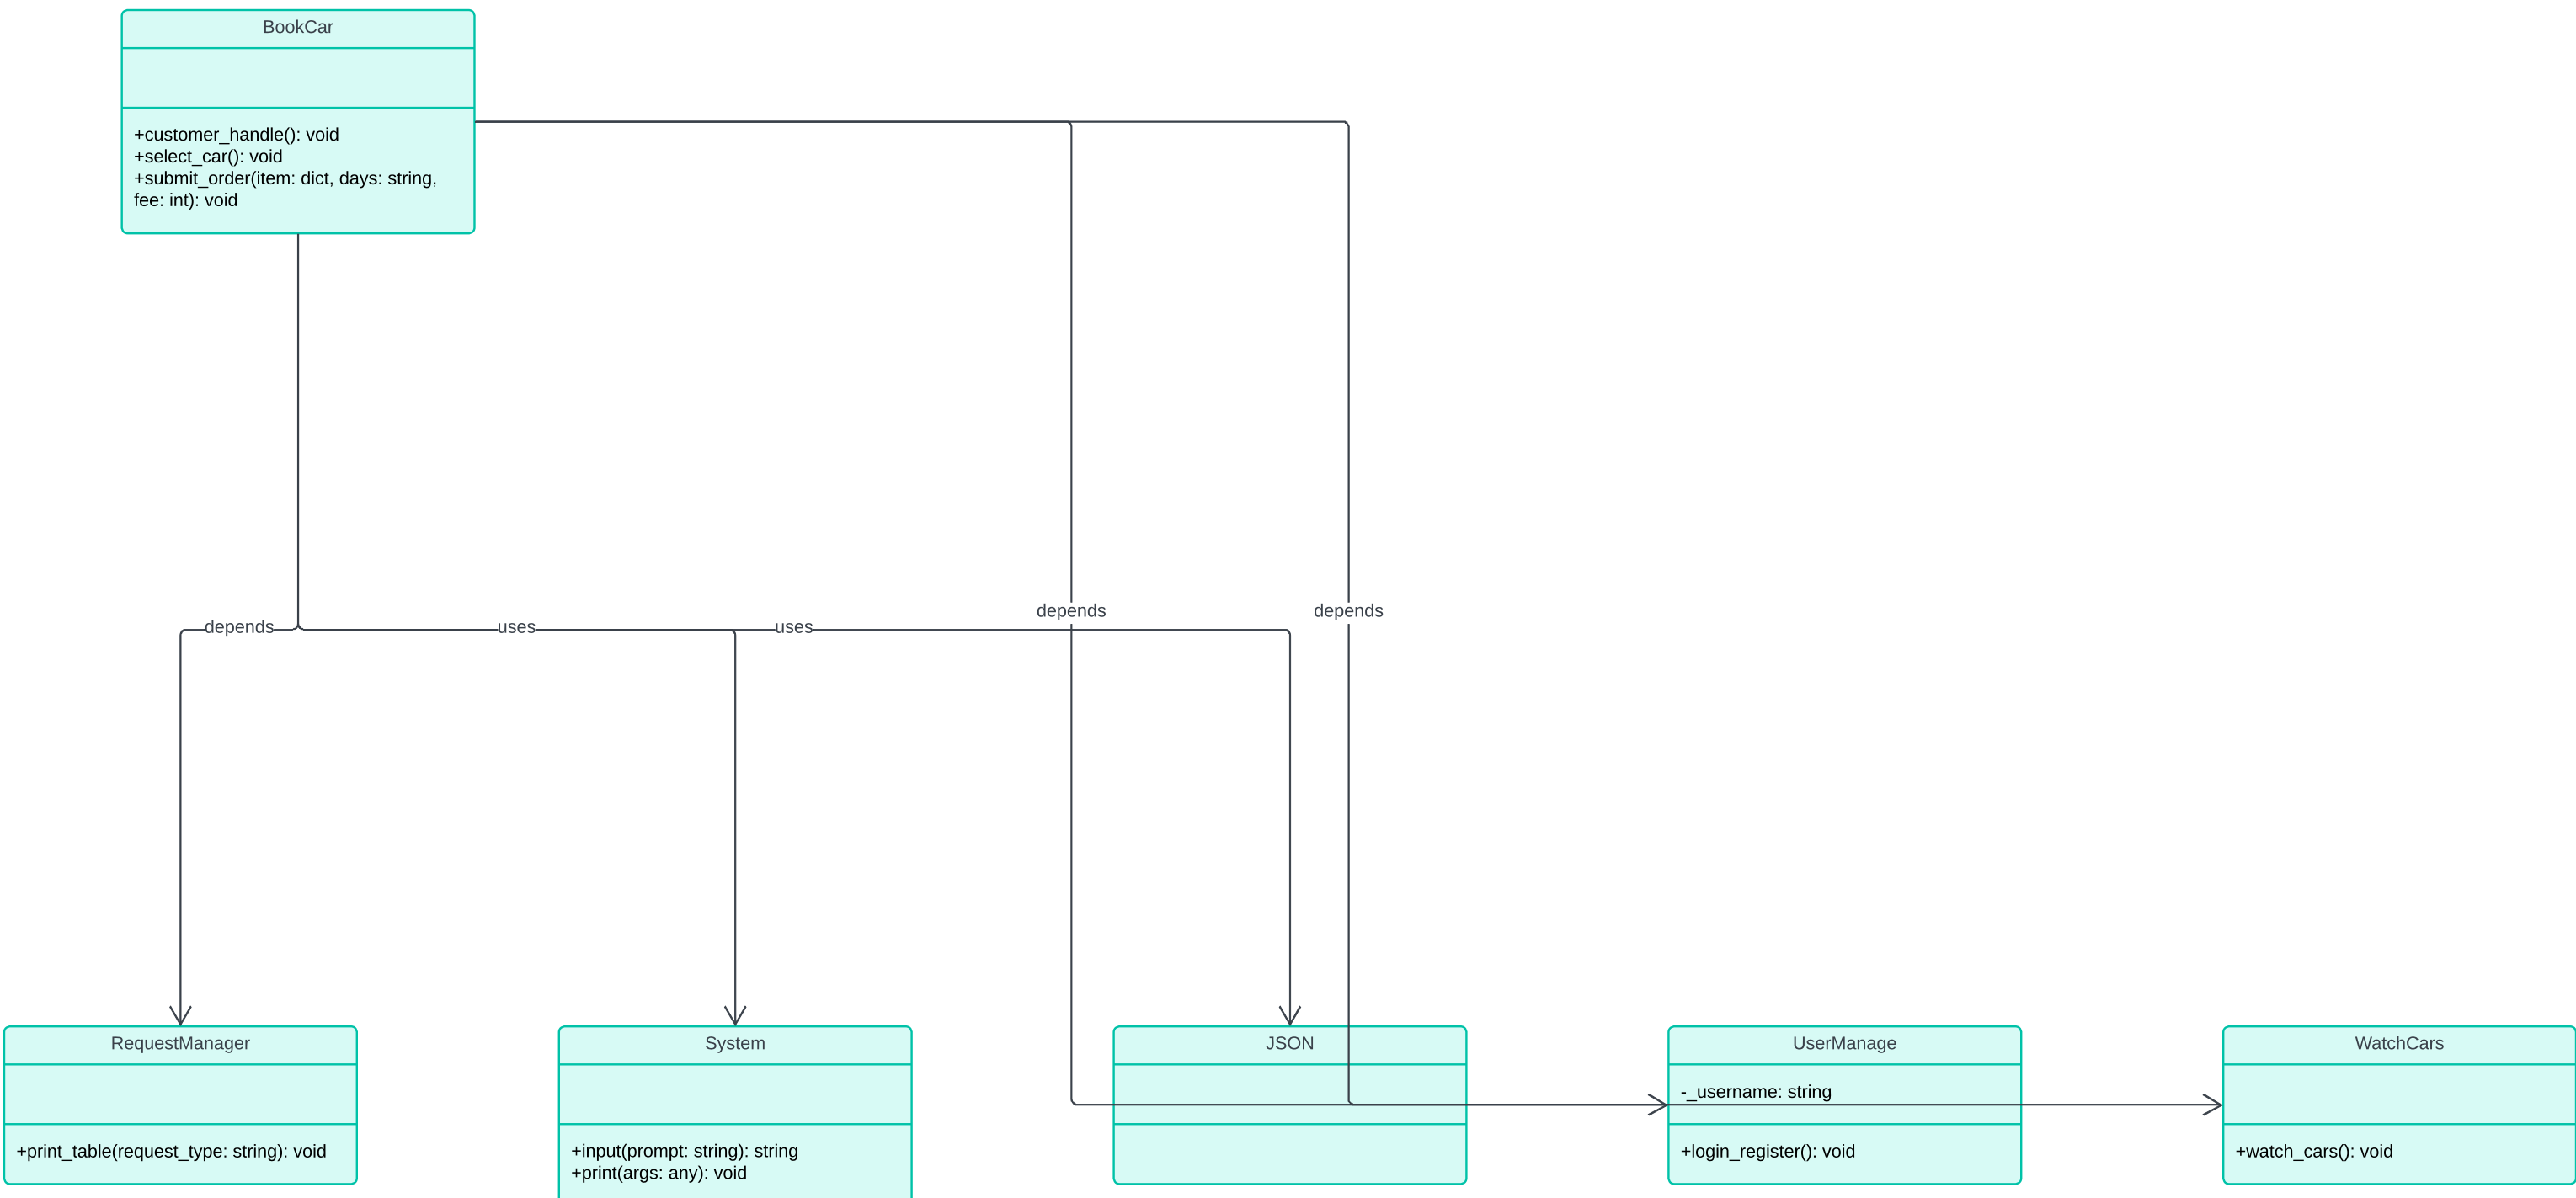 BookCar
+customer_handle(): void
+select_car(): void
+submit_order(item: dict, days: string,
fee: int): void
depends
uses
uses
depends
depends
RequestManager
+print_table(request_type: string): void
System
+input(prompt: string): string
+print(args: any): void
JSON
UserManage
-_username: string
+login_register(): void
WatchCars
+watch_cars(): void